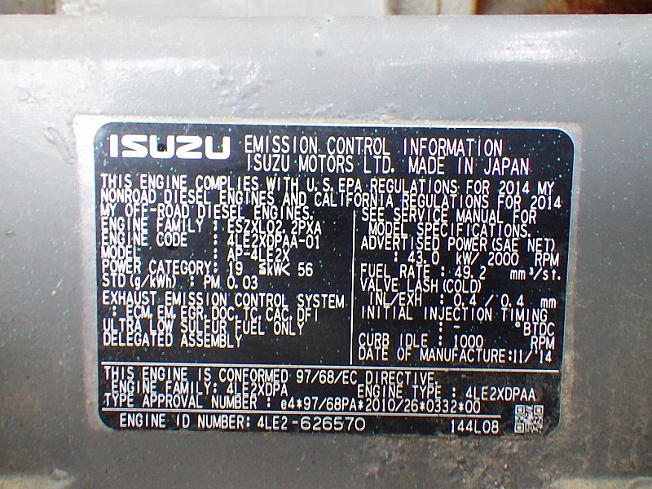 ISUZU EMISSION CONTROL INFORMATION
ISUZU MOTORS LTD. MADE IN JAPAN
THIS ENGINE COMPLIES WITH U.S. EPA REGULATIONS FOR 2014 MY
NONROAD DIESEL ENGINES AND CALIFORNIA REGULATIONS FOR 2014
MY OFF-ROAD DIESEL ENGINES.
ENGINE FAMILY : ESZXL02.2PXA
ENGINE CODE : 4LE2XDPAA-01
MODEL : AP-4LE2X
POWER CATEGORY: 19 ≦kW< 56
STD (g/kWh) : PM 0.03
EXHAUST EMISSION CONTROL SYSTEM
: ECM, EM, EGR, DOC, TC, CAC, DFI
ULTRA LOW SULFUR FUEL ONLY
DELEGATED ASSEMBLY
SEE SERVICE MANUAL FOR
MODEL SPECIFICATIONS.
ADVERTISED POWER (SAE NET)
: 43.0 kW/ 2000 RPM
FUEL RATE : 49.2 mm³/st.
VALVE LASH (COLD)
INL/EXH : 0.4 / 0.4 mm
INITIAL INJECTION TIMING
: - °BTDC
CURB IDLE : 1000 RPM
DATE OF MANUFACTURE:11/'14
THIS ENGINE IS CONFORMED 97/68/EC DIRECTIVE.
ENGINE FAMILY: 4LE2XDPA ENGINE TYPE: 4LE2XDPAA
TYPE APPROVAL NUMBER : e4*97/68PA*2010/26*0332*00
ENGINE ID NUMBER: 4LE2-626570 144L08